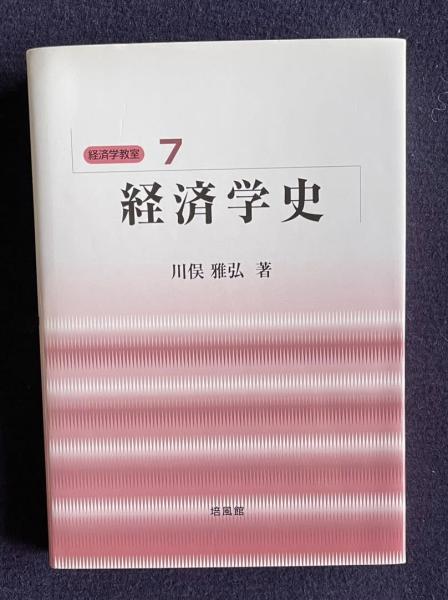 経済学教室 7
経済学史
川俣 雅弘 著
培風館